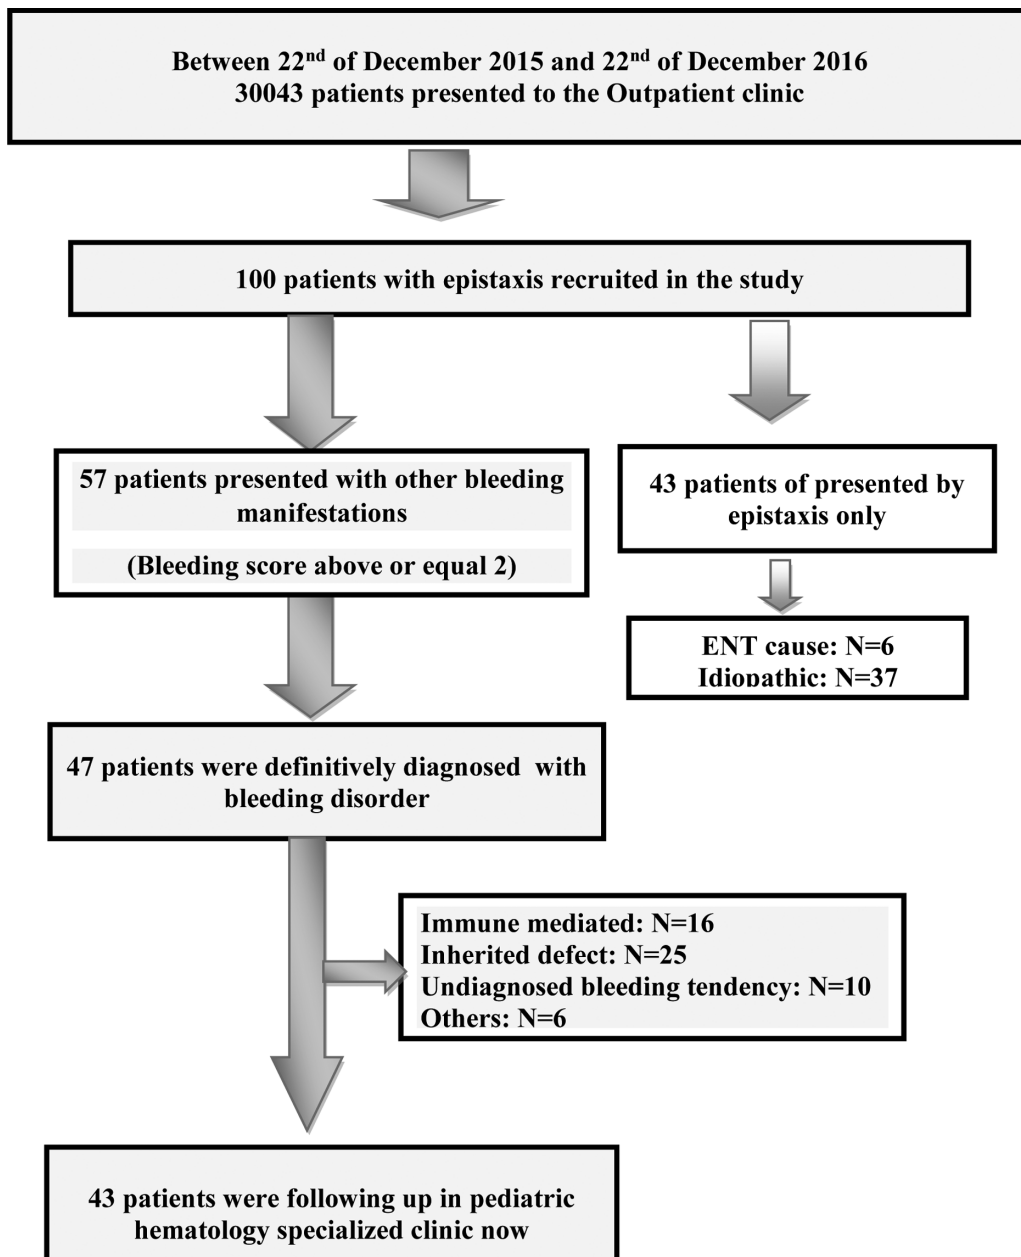 Between 22nd of December 2015 and 22nd of December 2016
30043 patients presented to the Outpatient clinic
100 patients with epistaxis recruited in the study
57 patients presented with other bleeding
manifestations
(Bleeding score above or equal 2)
43 patients of presented by
epistaxis only
ENT cause: N=6
Idiopathic: N=37
47 patients were definitively diagnosed with
bleeding disorder
Immune mediated: N=16
Inherited defect: N=25
Undiagnosed bleeding tendency: N=10
Others: N=6
43 patients were following up in pediatric
hematology specialized clinic now